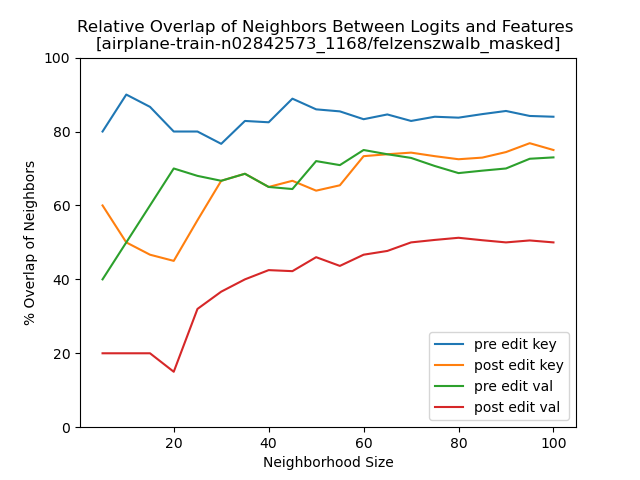 Relative Overlap of Neighbors Between Logits and Features
[airplane-train-n02842573_1168/felzenszwalb_masked]
100
80
60
40
20
0
% Overlap of Neighbors
20 40 60 80 100
Neighborhood Size
pre edit key
post edit key
pre edit val
post edit val